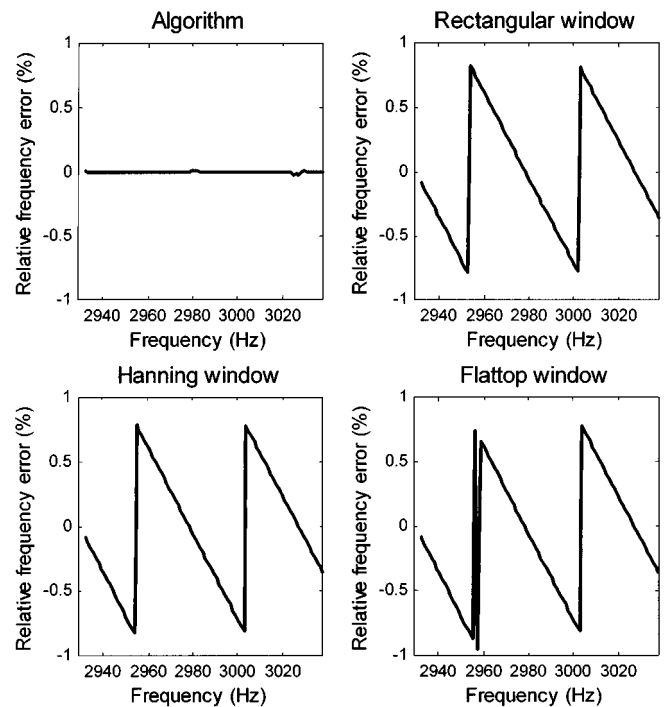 Algorithm
Relative frequency error (%)
1
0.5
0
-0.5
-1
2940 2960 2980 3000 3020
Frequency (Hz)
Rectangular window
Relative frequency error (%)
1
0.5
0
-0.5
-1
2940 2960 2980 3000 3020
Frequency (Hz)
Hanning window
Relative frequency error (%)
1
0.5
0
-0.5
-1
2940 2960 2980 3000 3020
Frequency (Hz)
Flattop window
Relative frequency error (%)
1
0.5
0
-0.5
-1
2940 2960 2980 3000 3020
Frequency (Hz)